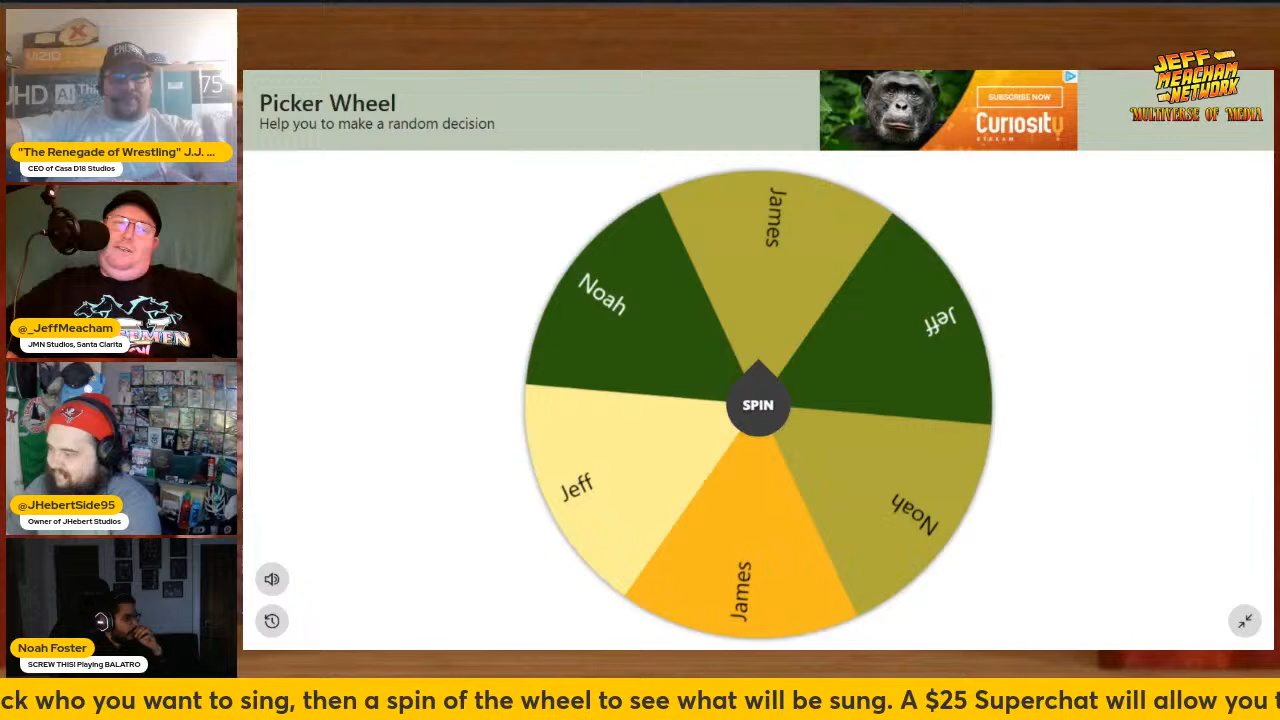 VIZIO
75
"The Renegade of Wrestling" J.J. ...
CEO of Casa D18 Studios
@_JeffMeacham
JMN Studios, Santa Clarita
@JHebertSide95
Owner of JHebert Studios
Noah Foster
SCREW THIS! Playing BALATRO
Picker Wheel
Help you to make a random decision
SUBSCRIBE NOW
Curiosity
STREAM
JEFF
MEACHAM
NETWORK
MULTIVERSE OF MEDIA
James
Jeff
Noah
James
Jeff
Noah
SPIN
ck who you want to sing, then a spin of the wheel to see what will be sung. A $25 Superchat will allow you t